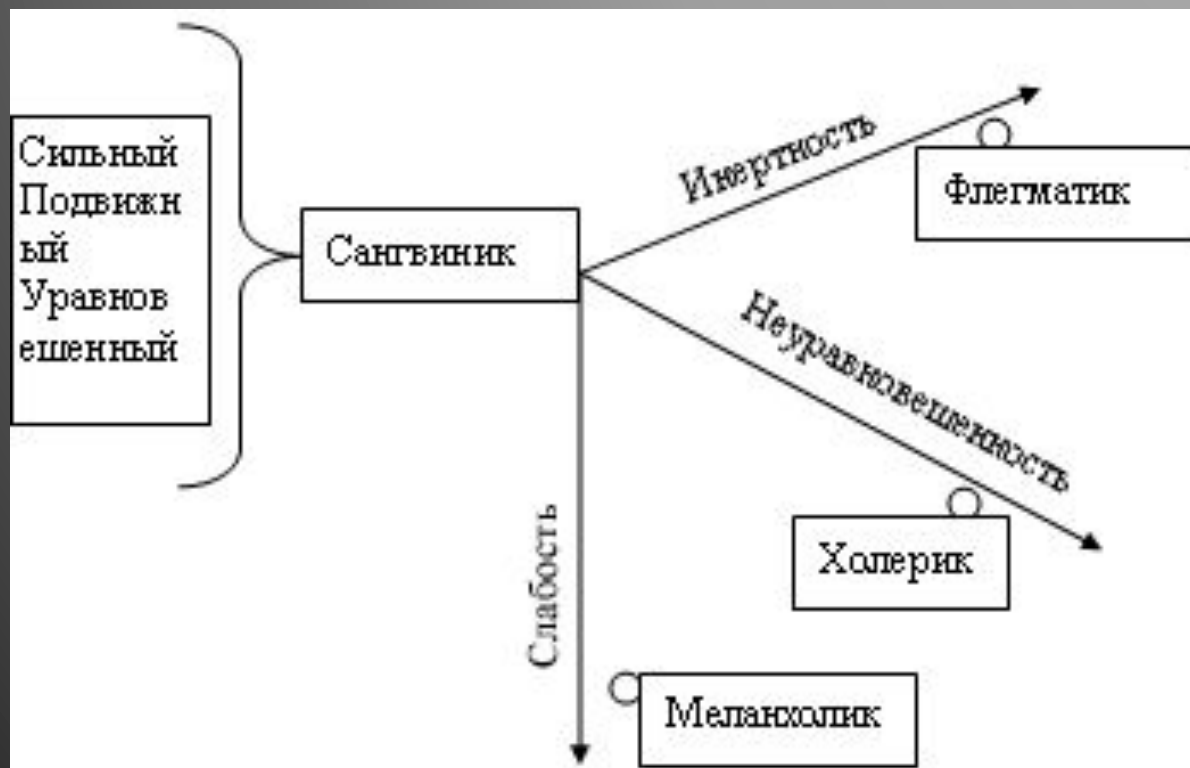 Сильный
Подвижн
ый
Уравнов
ешенный
Сангвиник
Инертность
Флегматик
Неуравновешенность
Холерик
Слабость
Меланхолик